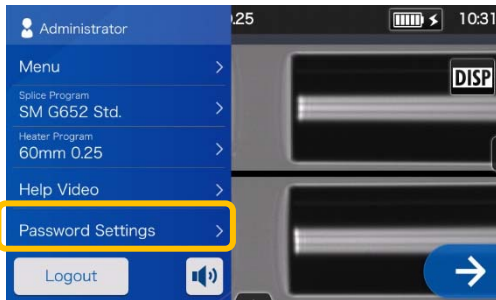 Administrator
.25
10:31
Menu
Splice Program
SM G652 Std.
Heater Program
60mm 0.25
Help Video
Password Settings
Logout
DISP